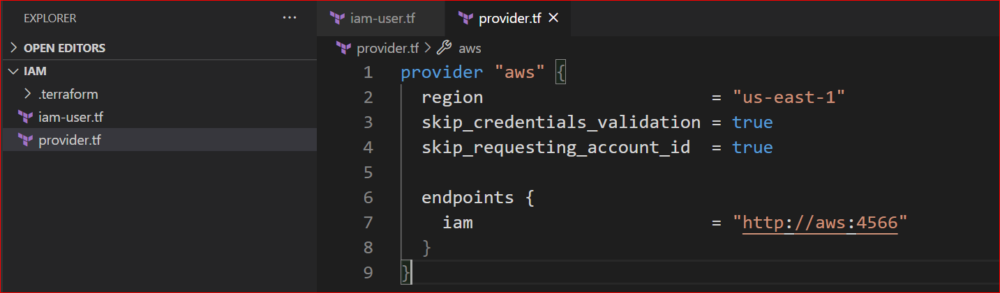 EXPLORER ...
OPEN EDITORS
IAM
.terraform
iam-user.tf
provider.tf
iam-user.tf provider.tf
provider.tf > aws
1 provider "aws" {
2   region                      = "us-east-1"
3   skip_credentials_validation = true
4   skip_requesting_account_id  = true
5
6   endpoints {
7     iam                       = "http://aws:4566"
8   }
9 }